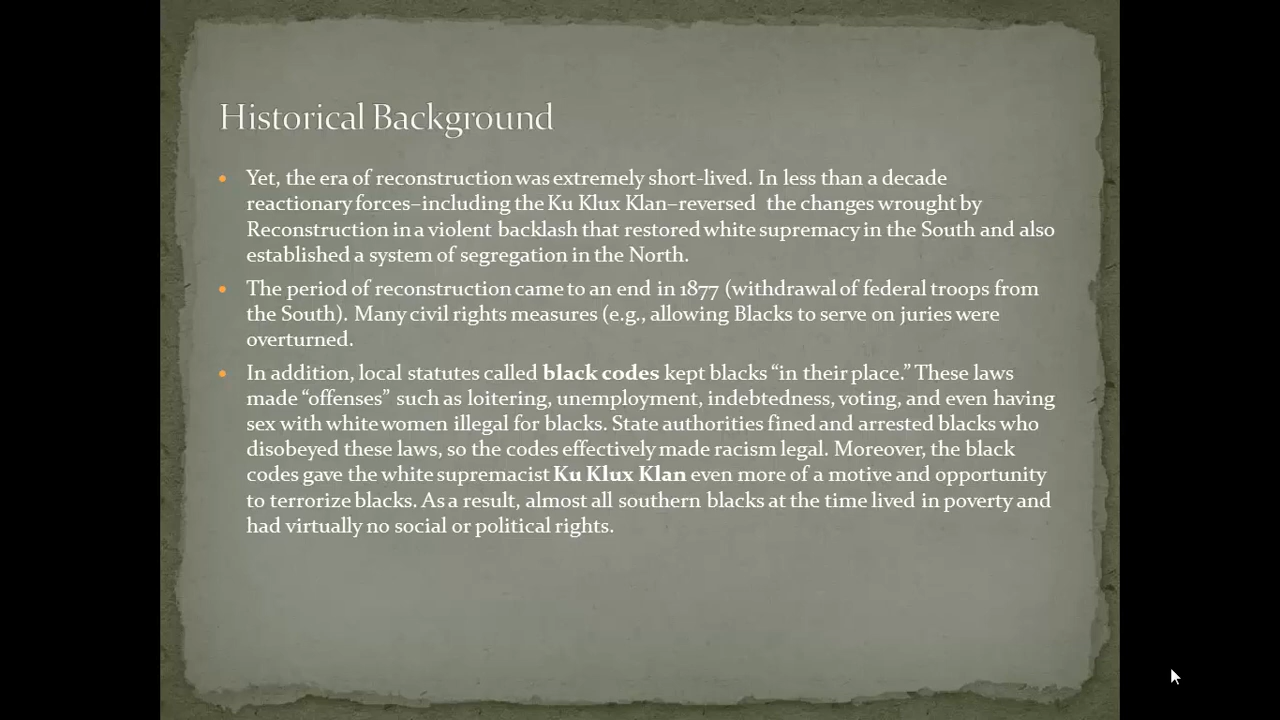 Historical Background
• Yet, the era of reconstruction was extremely short-lived. In less than a decade
reactionary forces–including the Ku Klux Klan–reversed  the changes wrought by
Reconstruction in a violent backlash that restored white supremacy in the South and also
established a system of segregation in the North.
• The period of reconstruction came to an end in 1877 (withdrawal of federal troops from
the South). Many civil rights measures (e.g., allowing Blacks to serve on juries were
overturned.
• In addition, local statutes called black codes kept blacks “in their place.” These laws
made “offenses” such as loitering, unemployment, indebtedness, voting, and even having
sex with white women illegal for blacks. State authorities fined and arrested blacks who
disobeyed these laws, so the codes effectively made racism legal. Moreover, the black
codes gave the white supremacist Ku Klux Klan even more of a motive and opportunity
to terrorize blacks. As a result, almost all southern blacks at the time lived in poverty and
had virtually no social or political rights.